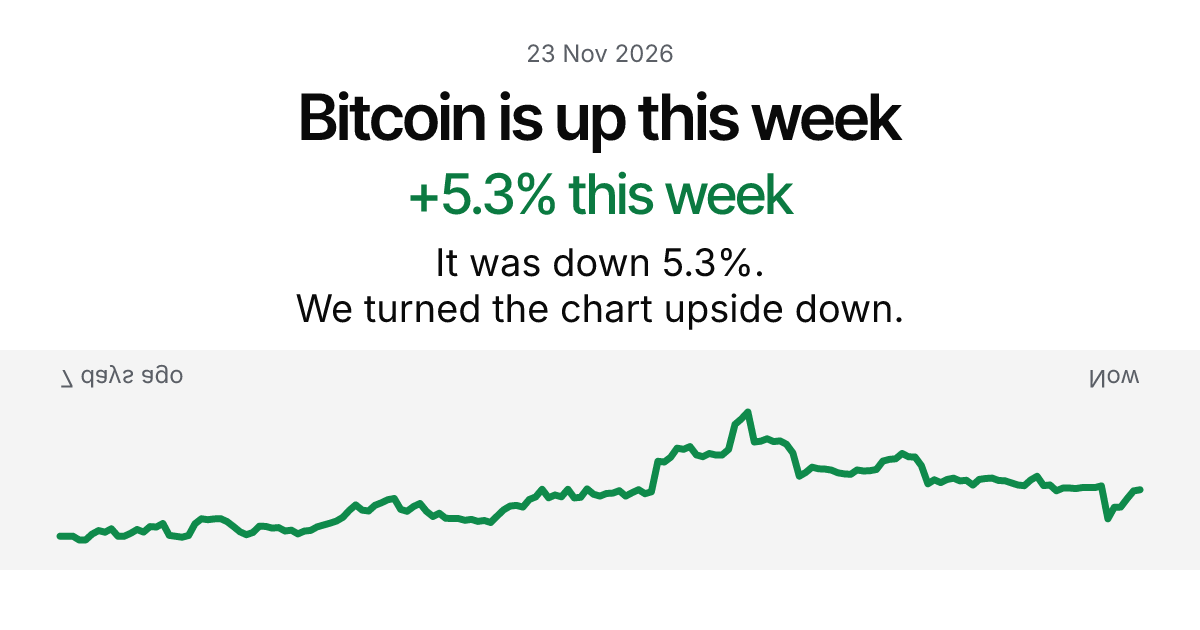 23 Nov 2026
Bitcoin is up this week
+5.3% this week
It was down 5.3%.
We turned the chart upside down.
7 days ago
Now